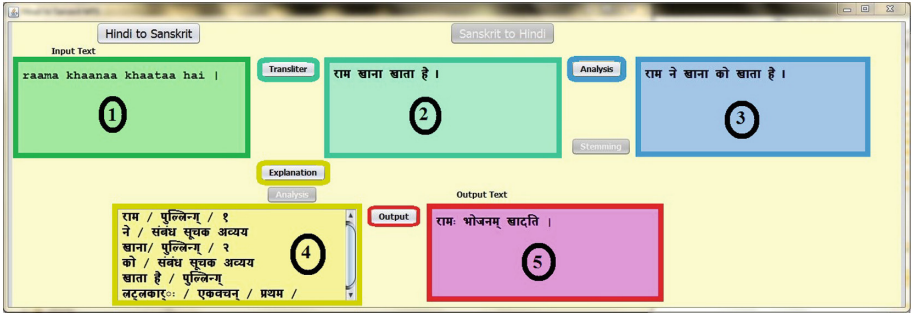 Hindi to Sanskrit
Sanskrit to Hindi
Input Text
raama khaanaa khaataa hai |
Transliter
राम खाना खाता है ।
Analysis
राम ने खाना को खाता है ।
1
2
3
Stemming
Explanation
Analysis
Output Text
राम / पुल्लिन्ग् / १
ने / संबंध सूचक अव्यय
खाना/ पुल्लिन्ग् / २
को / संबंध सूचक अव्यय
खाता है / पुल्लिन्ग्
लट्लकार्ः / एकवचन् / प्रथम /
4
Output
रामः भोजनम् खादति |
5